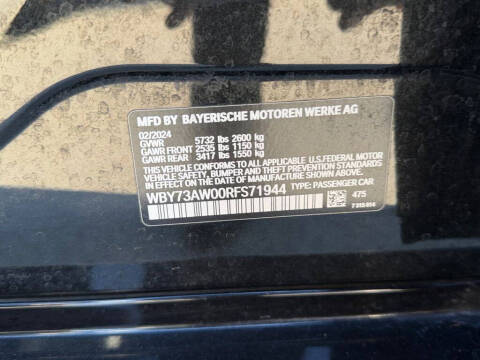 MFD BY BAYERISCHE MOTOREN WERKE AG
02/2024
GVWR 5732 lbs 2600 kg
GAWR FRONT 2535 lbs 1150 kg
GAWR REAR 3417 lbs 1550 kg
THIS VEHICLE CONFORMS TO ALL APPLICABLE U.S.FEDERAL MOTOR
VEHICLE SAFETY, BUMPER AND THEFT PREVENTION STANDARDS IN
EFFECT ON THE DATE OF MANUFACTURE SHOWN ABOVE.
WBY73AW00RFS71944 TYPE: PASSENGER CAR
475